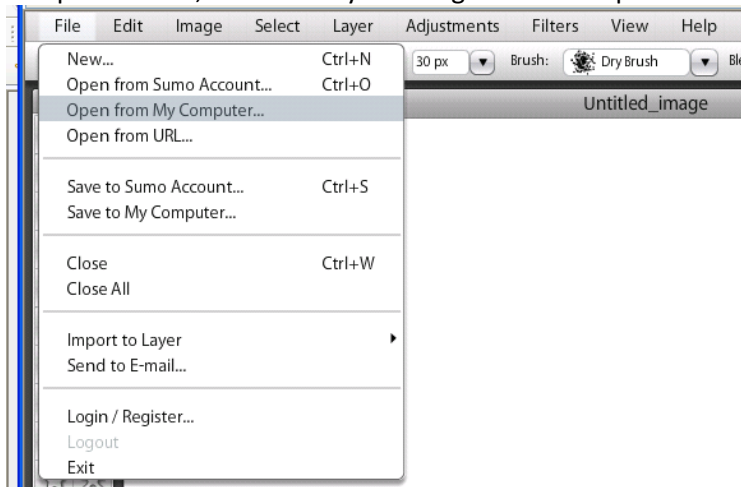 File Edit Image Select Layer Adjustments Filters View Help
New... Ctrl+N
30 px Brush: Dry Brush
Open from Sumo Account... Ctrl+O
Open from My Computer...
Untitled_image
Open from URL...
Save to Sumo Account... Ctrl+S
Save to My Computer...
Close Ctrl+W
Close All
Import to Layer
Send to E-mail...
Login / Register...
Logout
Exit